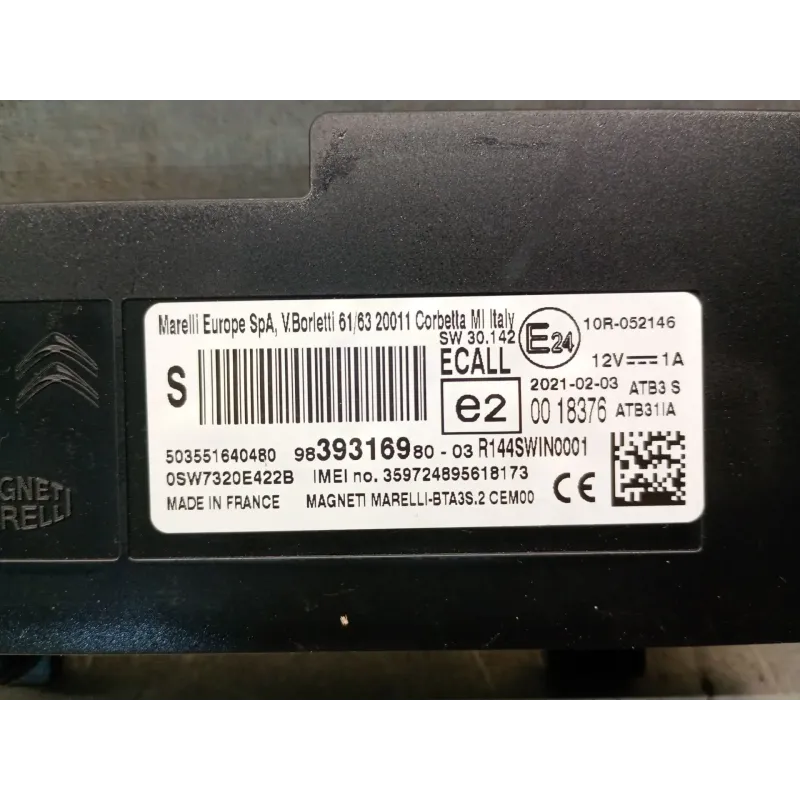 Marelli Europe SpA, V.Borletti 61/63 20011 Corbetta MI Italy
SW 30.142
E24
10R-052146
ECALL
12V 1A
S
e2
2021-02-03 ATB3 S
00 18376 ATB31IA
503551640480 9839316980-03 R144SWIN0001
0SW7320E422B IMEI no. 359724895618173
MADE IN FRANCE MAGNETI MARELLI-BTA3S.2 CEM00
CE
GNETI
ARELLI